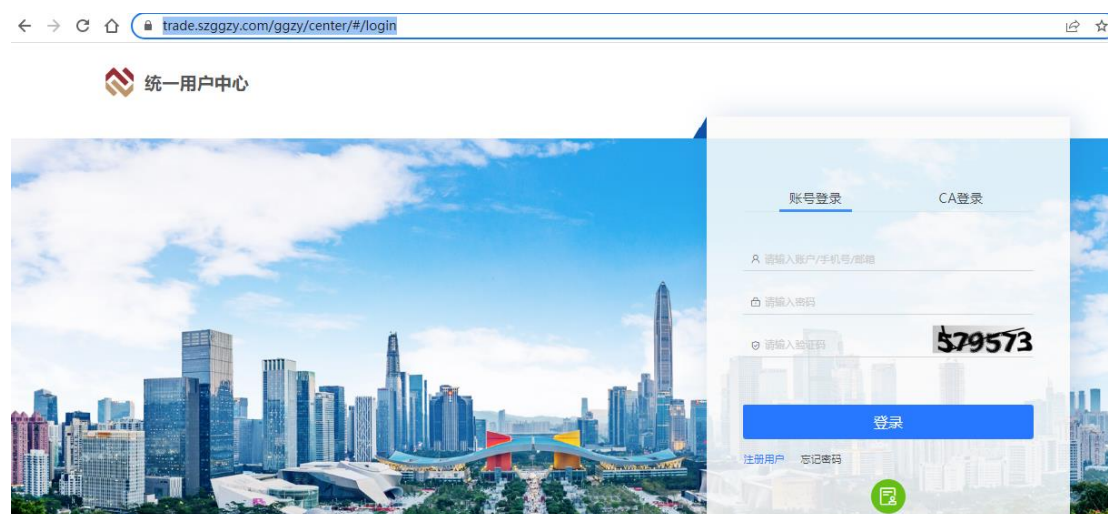 trade.szggzy.com/ggzy/center/#/login
统一用户中心
账号登录 CA登录
请输入账户/手机号/邮箱
请输入密码
请输入验证码 579573
登录
注册用户 忘记密码